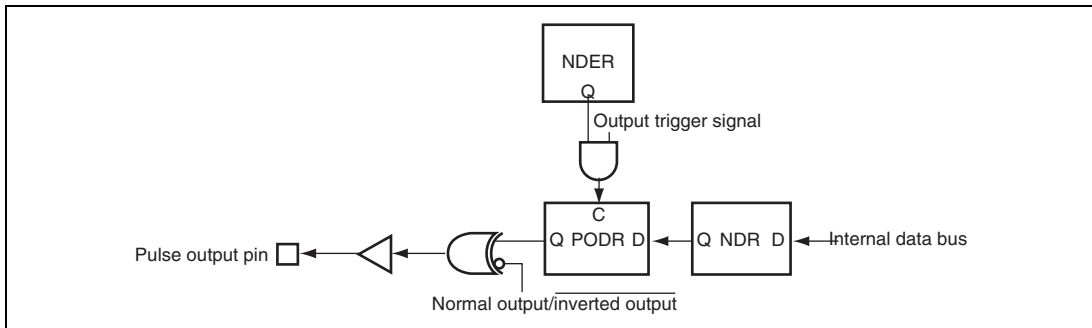 NDER
Q
Output trigger signal
C
Q PODR D
Q NDR D
Internal data bus
Pulse output pin
Normal output/inverted output